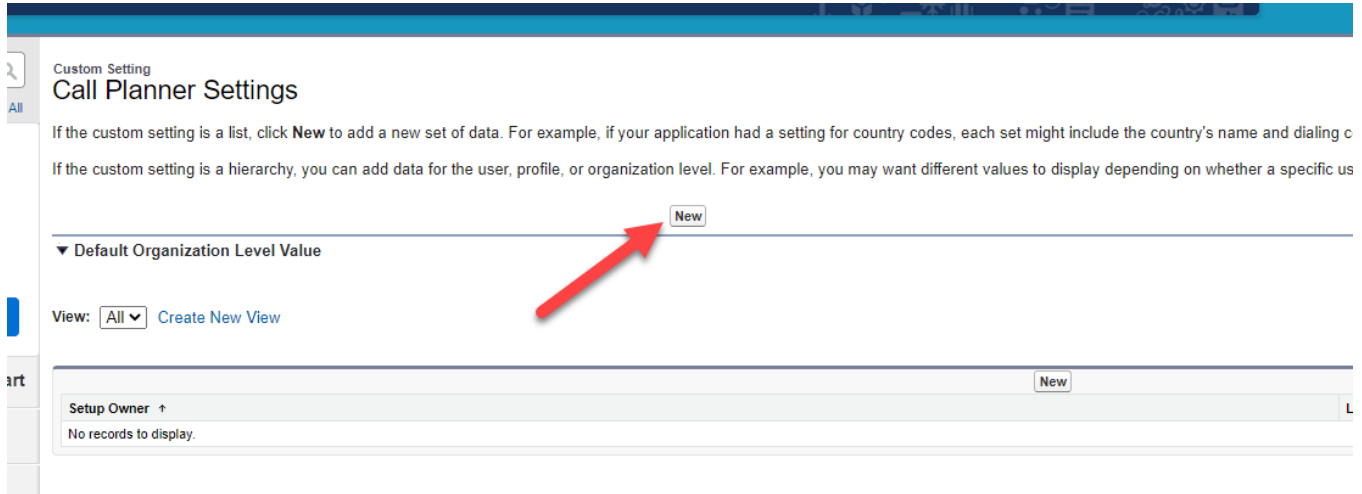 Custom Setting
Call Planner Settings
All
If the custom setting is a list, click New to add a new set of data. For example, if your application had a setting for country codes, each set might include the country's name and dialing
If the custom setting is a hierarchy, you can add data for the user, profile, or organization level. For example, you may want different values to display depending on whether a specific
New
▼ Default Organization Level Value
View: All Create New View
New
Setup Owner ↑
No records to display.